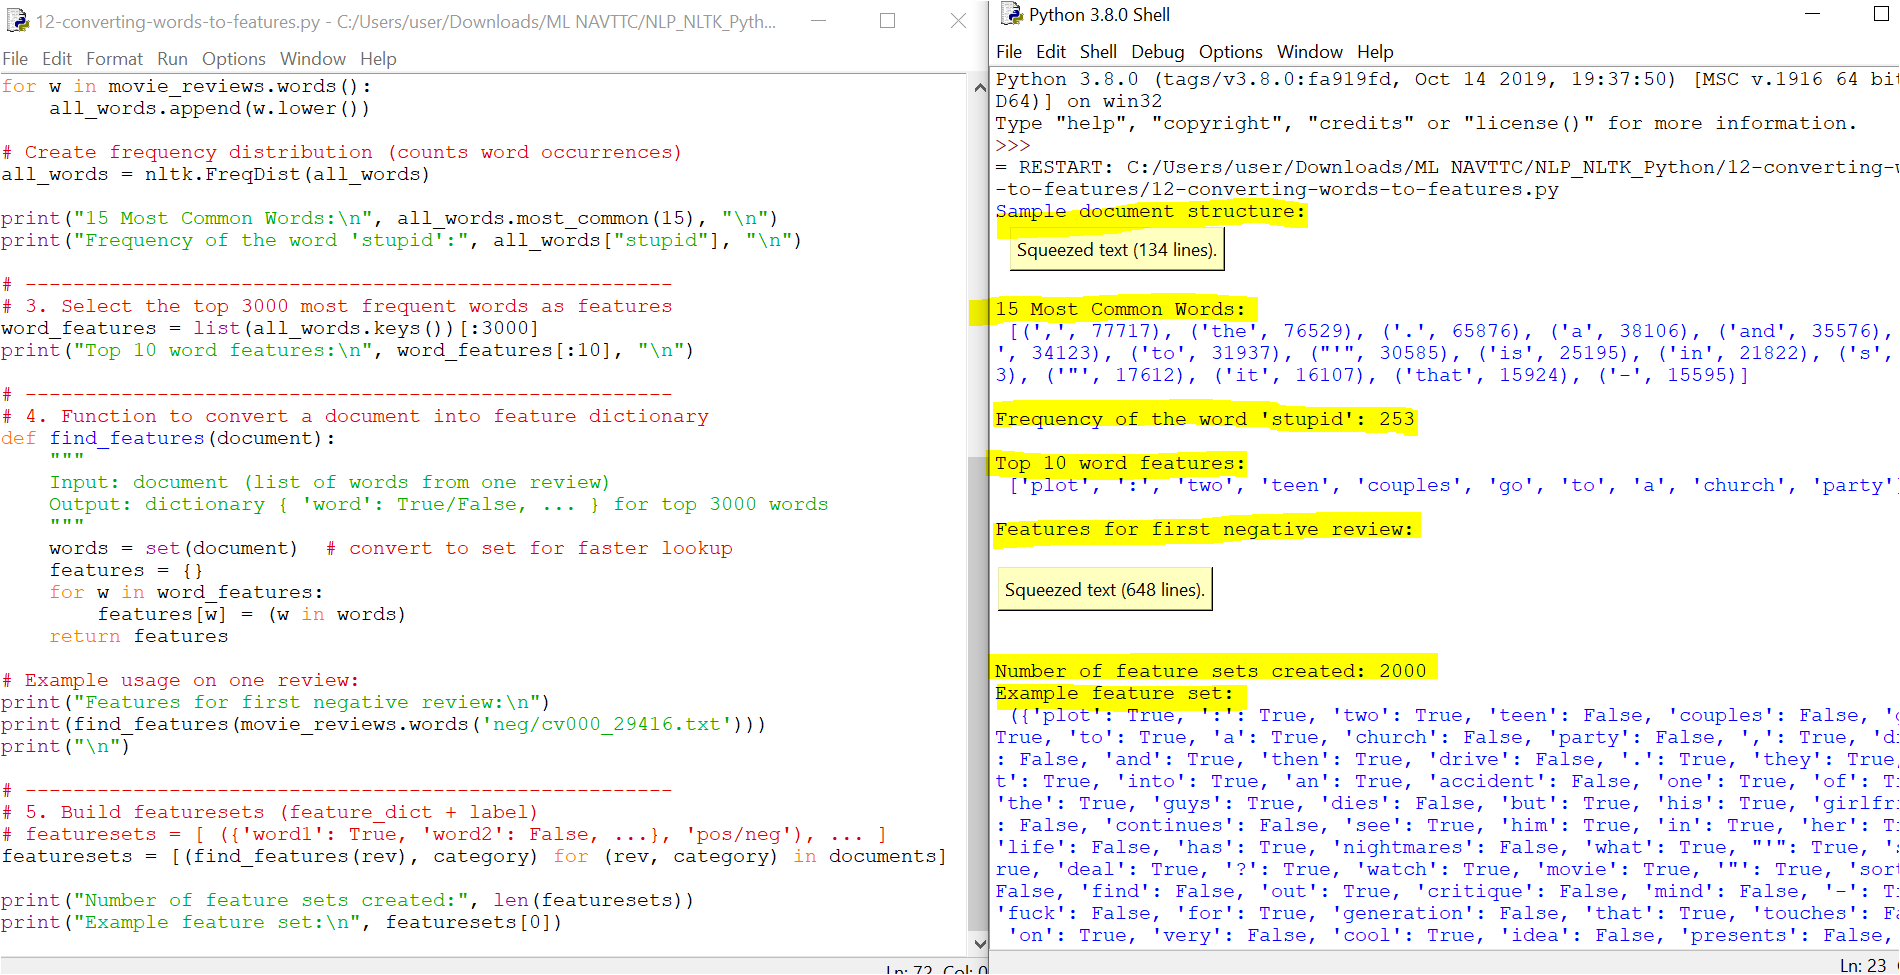 12-converting-words-to-features.py - C:/Users/user/Downloads/ML NAVTTC/NLP_NLTK_Pyth...
File Edit Format Run Options Window Help
for w in movie_reviews.words():
    all_words.append(w.lower())
# Create frequency distribution (counts word occurrences)
all_words = nltk.FreqDist(all_words)
print("15 Most Common Words:\n", all_words.most_common(15), "\n")
print("Frequency of the word 'stupid':", all_words["stupid"], "\n")
# ------------------------------------------------------
# 3. Select the top 3000 most frequent words as features
word_features = list(all_words.keys())[:3000]
print("Top 10 word features:\n", word_features[:10], "\n")
# ------------------------------------------------------
# 4. Function to convert a document into feature dictionary
def find_features(document):
    """
    Input: document (list of words from one review)
    Output: dictionary { 'word': True/False, ... } for top 3000 words
    """
    words = set(document)  # convert to set for faster lookup
    features = {}
    for w in word_features:
        features[w] = (w in words)
    return features
# Example usage on one review:
print("Features for first negative review:\n")
print(find_features(movie_reviews.words('neg/cv000_29416.txt')))
print("\n")
# ------------------------------------------------------
# 5. Build featuresets (feature_dict + label)
# featuresets = [ ({'word1': True, 'word2': False, ...}, 'pos/neg'), ... ]
featuresets = [(find_features(rev), category) for (rev, category) in documents]
print("Number of feature sets created:", len(featuresets))
print("Example feature set:\n", featuresets[0])
Ln: 72 Col: 0
Python 3.8.0 Shell
File Edit Shell Debug Options Window Help
Python 3.8.0 (tags/v3.8.0:fa919fd, Oct 14 2019, 19:37:50) [MSC v.1916 64 bit
D64)] on win32
Type "help", "copyright", "credits" or "license()" for more information.
>>>
= RESTART: C:/Users/user/Downloads/ML NAVTTC/NLP_NLTK_Python/12-converting-w
-to-features/12-converting-words-to-features.py
Sample document structure:
Squeezed text (134 lines).
15 Most Common Words:
 [(',', 77717), ('the', 76529), ('.', 65876), ('a', 38106), ('and', 35576),
', 34123), ('to', 31937), ("'", 30585), ('is', 25195), ('in', 21822), ('s',
3), ('"', 17612), ('it', 16107), ('that', 15924), ('-', 15595)]
Frequency of the word 'stupid': 253
Top 10 word features:
 ['plot', ':', 'two', 'teen', 'couples', 'go', 'to', 'a', 'church', 'party']
Features for first negative review:
Squeezed text (648 lines).
Number of feature sets created: 2000
Example feature set:
 ({'plot': True, ':': True, 'two': True, 'teen': False, 'couples': False, 'g
True, 'to': True, 'a': True, 'church': False, 'party': False, ',': True, 'd
: False, 'and': True, 'then': True, 'drive': False, '.': True, 'they': True,
t': True, 'into': True, 'an': True, 'accident': False, 'one': True, 'of': T
'the': True, 'guys': True, 'dies': False, 'but': True, 'his': True, 'girlfri
: False, 'continues': False, 'see': True, 'him': True, 'in': True, 'her': T
'life': False, 'has': True, 'nightmares': False, 'what': True, "'": True, 's
rue, 'deal': True, '?': True, 'watch': True, 'movie': True, '"': True, 'sor
False, 'find': False, 'out': True, 'critique': False, 'mind': False, '-': T
'fuck': False, 'for': True, 'generation': False, 'that': True, 'touches': Fa
 'on': True, 'very': False, 'cool': True, 'idea': False, 'presents': False,
Ln: 23